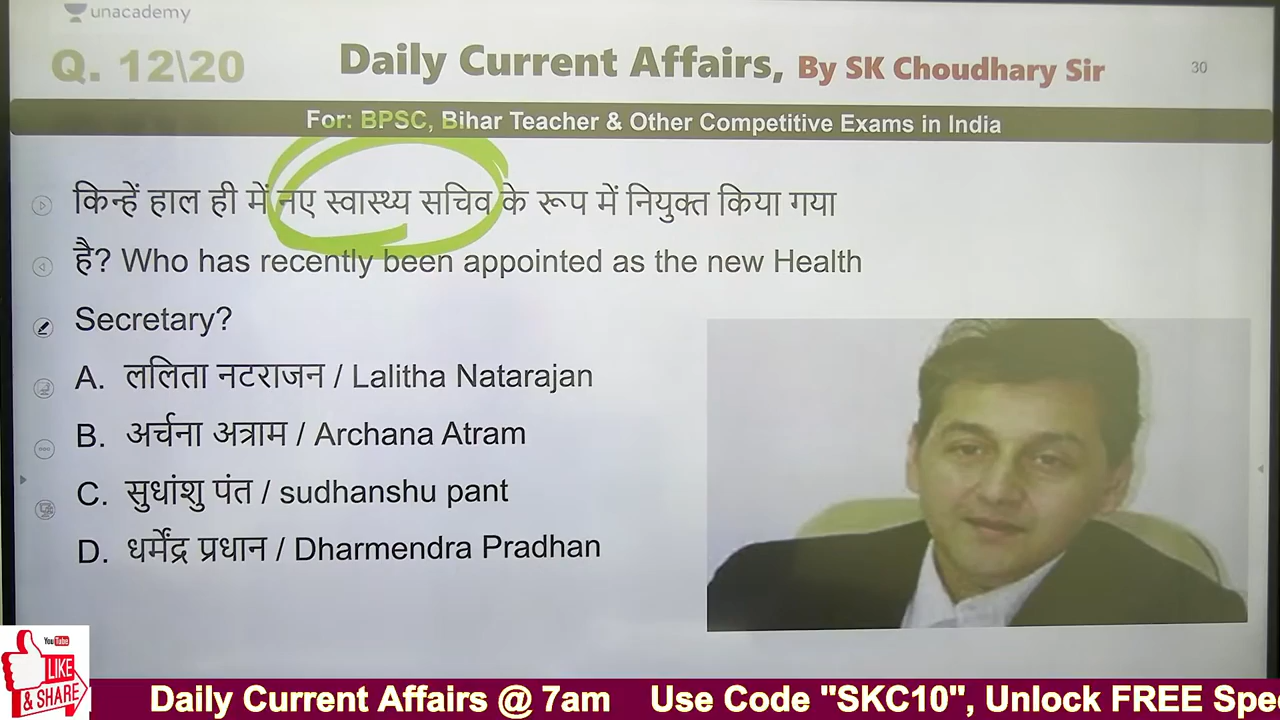 unacademy
Q. 12\20
Daily Current Affairs, By SK Choudhary Sir
30
For: BPSC, Bihar Teacher & Other Competitive Exams in India
किन्हें हाल ही में नए स्वास्थ्य सचिव के रूप में नियुक्त किया गया
है? Who has recently been appointed as the new Health
Secretary?
A. ललिता नटराजन / Lalitha Natarajan
B. अर्चना अत्राम / Archana Atram
C. सुधांशु पंत / sudhanshu pant
D. धर्मेंद्र प्रधान / Dharmendra Pradhan
YouTube
LIKE
& SHARE
Daily Current Affairs @ 7am Use Code "SKC10", Unlock FREE Spe